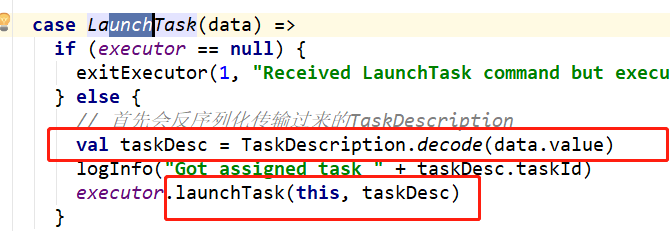 case LaunchTask(data) =>
if (executor == null) {
exitExecutor(1, "Received LaunchTask command but execu
} else {
// 首先会反序列化传输过来的TaskDescription
val taskDesc = TaskDescription.decode(data.value)
logInfo("Got assigned task " + taskDesc.taskId)
executor.launchTask(this, taskDesc)
}